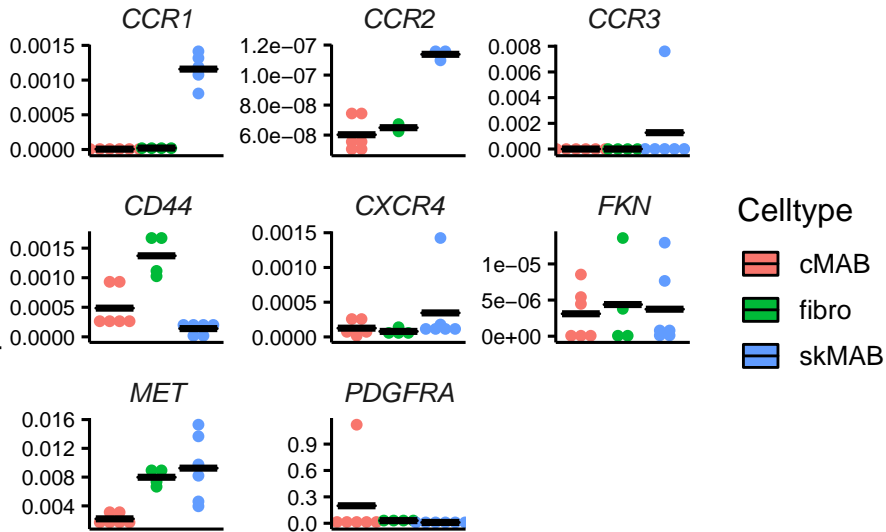 CCR1 CCR2 CCR3
0.0015
0.0010
0.0005
0.0000
1.2e−07
1.0e−07
8.0e−08
6.0e−08
0.008
0.006
0.004
0.002
0.000
CD44 CXCR4 FKN
0.0015
0.0010
0.0005
0.0000
0.0015
0.0010
0.0005
0.0000
1e−05
5e−06
0e+00
Celltype
cMAB
fibro
skMAB
MET PDGFRA
0.016
0.012
0.008
0.004
0.9
0.6
0.3
0.0